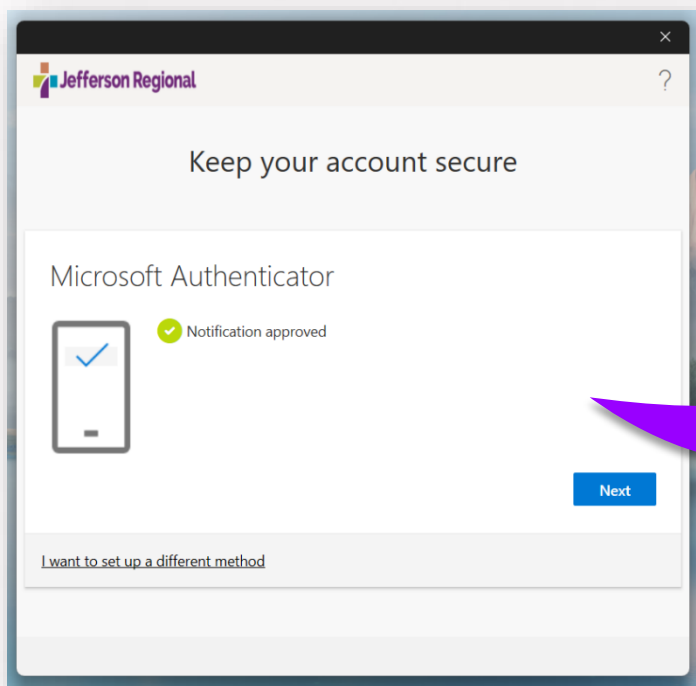 Jefferson Regional
?
Keep your account secure
Microsoft Authenticator
Notification approved
Next
I want to set up a different method